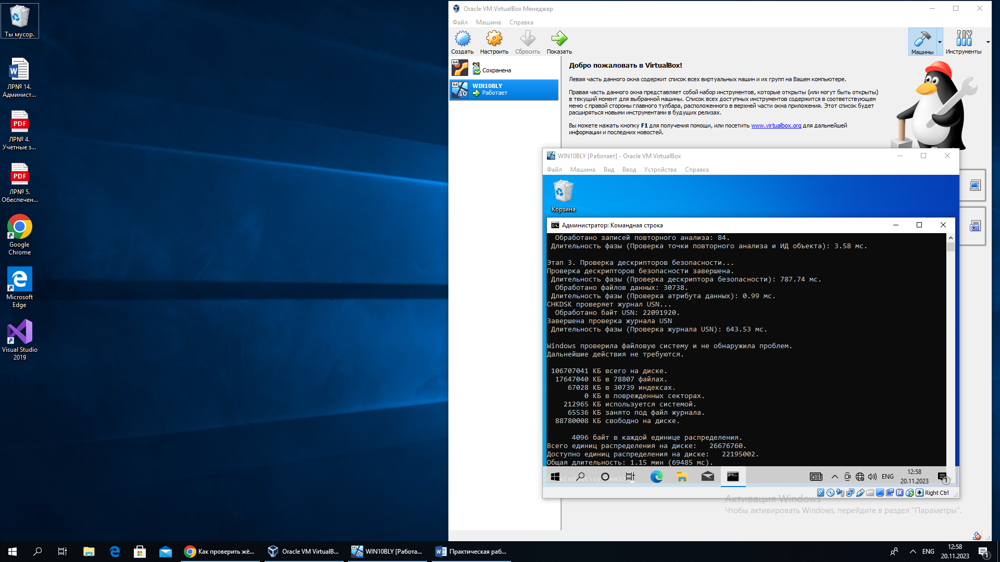 Ты мусор.
ЛР№ 14.
Админист...
PDF
ЛР№ 4.
Учетные з...
PDF
ЛР№ 5.
Обеспечен...
Google
Chrome
Microsoft
Edge
Visual Studio
2019
Oracle VM VirtualBox Менеджер
Файл Машина Справка
Создать Настроить Сбросить Показать
Машины Инструменты
64
eq
Сохранена
64
10
WIN10BLY
Работает
Добро пожаловать в VirtualBox!
Левая часть данного окна содержит список всех виртуальных машин и их групп на Вашем компьютере.
Правая часть данного окна представляет собой набор инструментов, которые открыты (или могут быть открыты)
в текущий момент для выбранной машины. Список всех доступных инструментов содержится в соответствующем
меню с правой стороны главного тулбара, расположенного в верхней части окна приложения. Этот список будет
расширяться новыми инструментами в будущих релизах.
Вы можете нажать кнопку F1 для получения помощи, или посетить www.virtualbox.org для дальнейшей
информации и последних новостей.
WIN10BLY [Работает] - Oracle VM VirtualBox
Файл Машина Вид Ввод Устройства Справка
Корзина
Администратор: Командная строка
Обработано записей повторного анализа: 84.
Длительность фазы (Проверка точки повторного анализа и ИД объекта): 3.58 мс.
Этап 3. Проверка дескрипторов безопасности...
Проверка дескрипторов безопасности завершена.
Длительность фазы (Проверка дескриптора безопасности): 787.74 мс.
Обработано файлов данных: 30738.
Длительность фазы (Проверка атрибута данных): 0.99 мс.
CHKDSK проверяет журнал USN...
Обработано байт USN: 22091920.
Завершена проверка журнала USN
Длительность фазы (Проверка журнала USN): 643.53 мс.
Windows проверила файловую систему и не обнаружила проблем.
Дальнейшие действия не требуются.
106707041 КБ всего на диске.
17647040 КБ в 78807 файлах.
67028 КБ в 30739 индексах.
0 КБ в поврежденных секторах.
212965 КБ используется системой.
65536 КБ занято под файл журнала.
88780008 КБ свободно на диске.
4096 байт в каждой единице распределения.
Всего единиц распределения на диске: 26676760.
Доступно единиц распределения на диске: 22195002.
Общая длительность: 1.15 мин (69485 мс).
ENG
12:58
20.11.2023
1
Right Ctrl
Активация Windows
Чтобы активировать Windows, перейдите в раздел "Параметры".
Как проверить жё...
Oracle VM VirtualB...
WIN10BLY [Работа...
Практическая раб...
ENG
12:58
20.11.2023
1